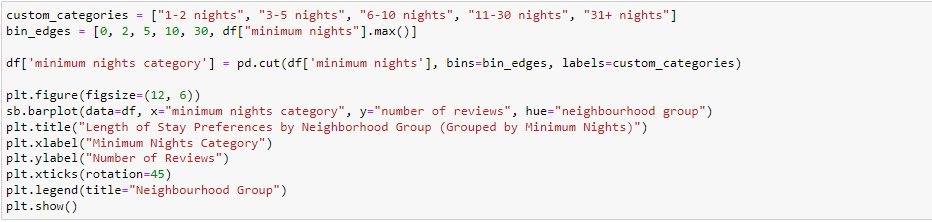 custom_categories = ["1-2 nights", "3-5 nights", "6-10 nights", "11-30 nights", "31+ nights"]
bin_edges = [0, 2, 5, 10, 30, df["minimum nights"].max()]

df['minimum nights category'] = pd.cut(df['minimum nights'], bins=bin_edges, labels=custom_categories)

plt.figure(figsize=(12, 6))
sb.barplot(data=df, x="minimum nights category", y="number of reviews", hue="neighbourhood group")
plt.title("Length of Stay Preferences by Neighborhood Group (Grouped by Minimum Nights)")
plt.xlabel("Minimum Nights Category")
plt.ylabel("Number of Reviews")
plt.xticks(rotation=45)
plt.legend(title="Neighbourhood Group")
plt.show()